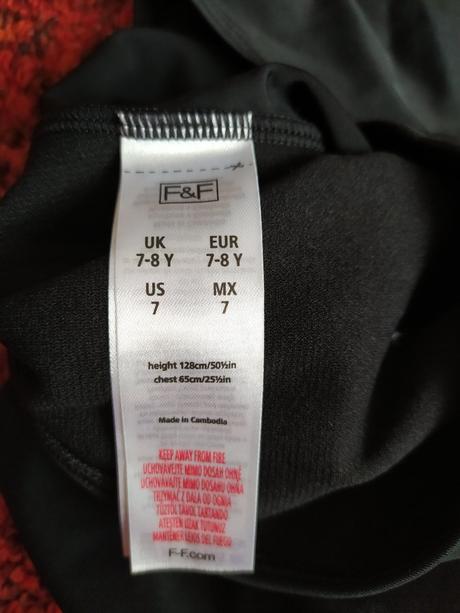 F&F
UK EUR
7-8 Y 7-8 Y
US MX
7 7
height 128cm/50½in
chest 65cm/25½in
Made in Cambodia
KEEP AWAY FROM FIRE
UCHOVÁVEJTE MIMO DOSAH OHNĚ
UCHOVÁVAJTE MIMO DOSAHU OHŇA
TRZYMAĆ Z DALA OD OGNIA
TŰZTŐL TÁVOL TARTANDÓ
ATEŞTEN UZAK TUTUNUZ
MANTENER LEJOS DEL FUEGO
F-F.com